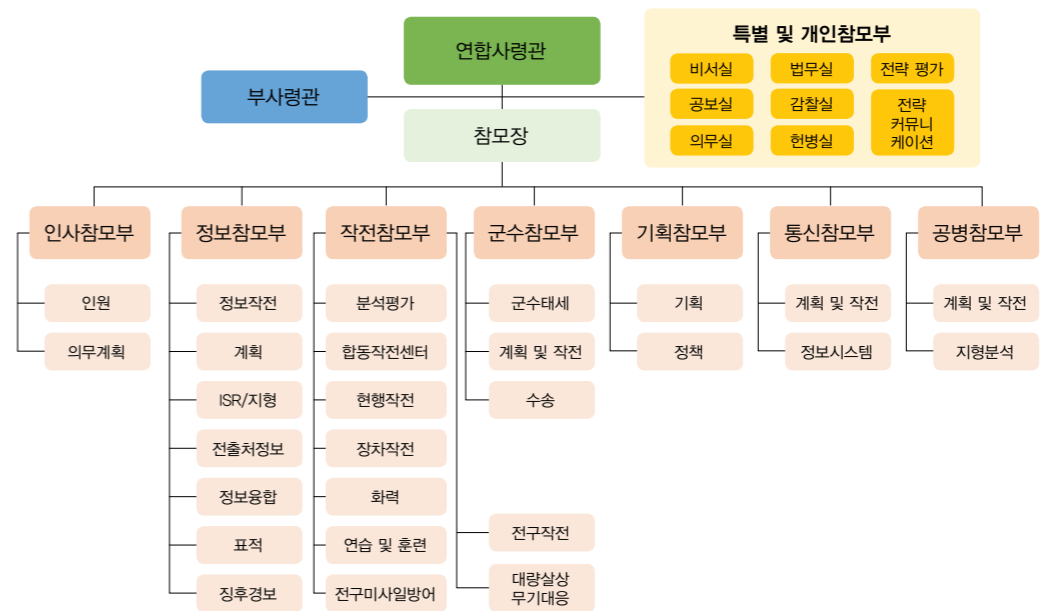 연합사령관
부사령관
참모장
특별 및 개인참모부
비서실
법무실
전략 평가
공보실
감찰실
전략
커뮤니
케이션
의무실
헌병실
인사참모부
정보참모부
작전참모부
군수참모부
기획참모부
통신참모부
공병참모부
인원
의무계획
정보작전
계획
ISR/지형
전출처정보
정보융합
표적
징후경보
분석평가
합동작전센터
현행작전
장차작전
화력
연습 및 훈련
전구미사일방어
전구작전
대량살상
무기대응
군수태세
계획 및 작전
수송
기획
정책
계획 및 작전
정보시스템
계획 및 작전
지형분석